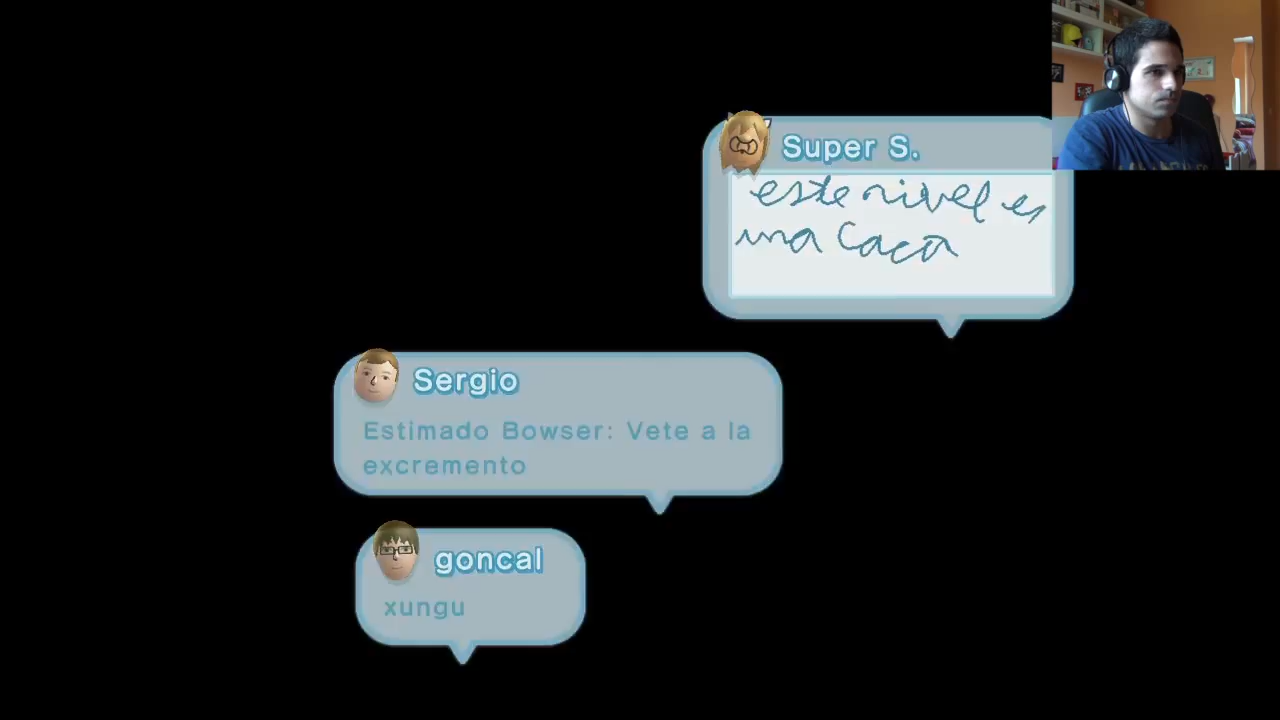 Super S.
este nivel es
una caca
Sergio
Estimado Bowser: Vete a la
excremento
goncal
xungu